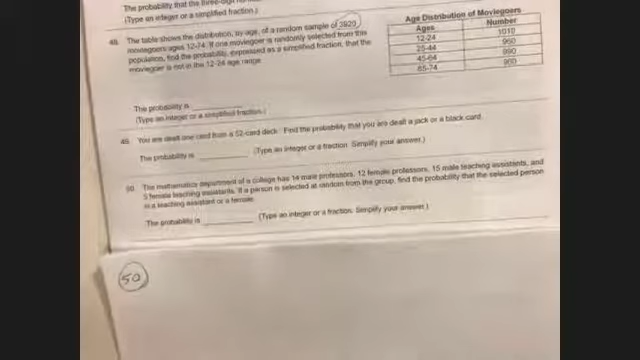 The probability that the three-digit
(Type an integer or a simplified fraction.)
48. The table shows the distribution, by age, of a random sample of 3920
moviegoers ages 12-74. If one moviegoer is randomly selected from this
population, find the probability, expressed as a simplified fraction, that the
moviegoer is not in the 12-24 age range.
Age Distribution of Moviegoers
Ages Number
12-24 1010
25-44 960
45-64 990
65-74 960
The probability is
(Type an integer or a simplified fraction.)
49. You are dealt one card from a 52-card deck. Find the probability that you are dealt a jack or a black card.
The probability is (Type an integer or a fraction. Simplify your answer.)
50. The mathematics department of a college has 14 male professors, 12 female professors, 15 male teaching assistants, and
5 female teaching assistants. If a person is selected at random from the group, find the probability that the selected person
is a teaching assistant or a female.
The probability is (Type an integer or a fraction. Simplify your answer.)
50